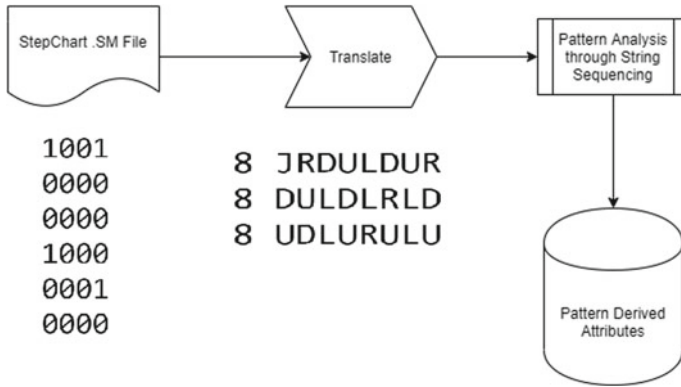 StepChart .SM File
Translate
Pattern Analysis
through String
Sequencing
1001
0000
0000
1000
0001
0000
8 JRDULDUR
8 DULDLRLD
8 UDLURULU
Pattern Derived
Attributes